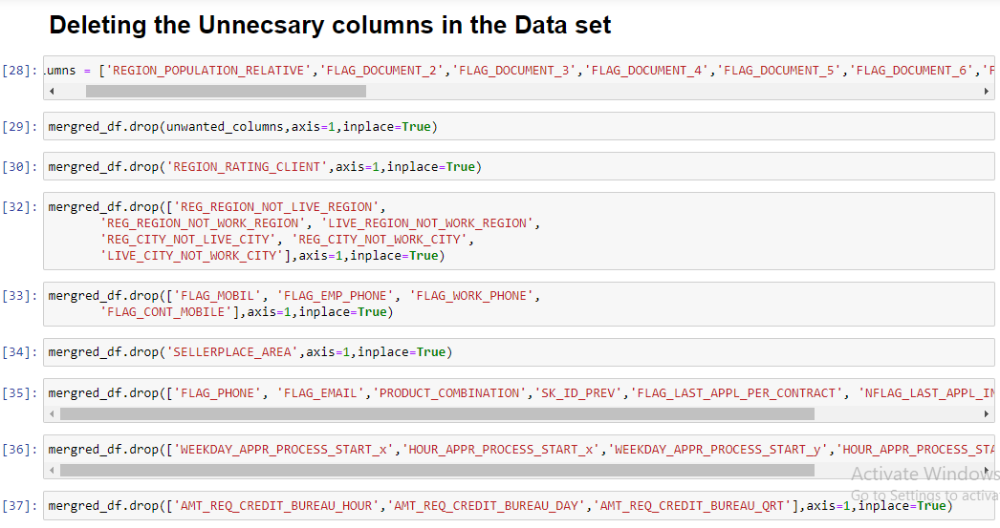 Deleting the Unnecsary columns in the Data set
[28]: umns = ['REGION_POPULATION_RELATIVE','FLAG_DOCUMENT_2','FLAG_DOCUMENT_3','FLAG_DOCUMENT_4','FLAG_DOCUMENT_5','FLAG_DOCUMENT_6','F
[29]: mergred_df.drop(unwanted_columns,axis=1,inplace=True)
[30]: mergred_df.drop('REGION_RATING_CLIENT',axis=1,inplace=True)
[32]: mergred_df.drop(['REG_REGION_NOT_LIVE_REGION',
'REG_REGION_NOT_WORK_REGION', 'LIVE_REGION_NOT_WORK_REGION',
'REG_CITY_NOT_LIVE_CITY', 'REG_CITY_NOT_WORK_CITY',
'LIVE_CITY_NOT_WORK_CITY'],axis=1,inplace=True)
[33]: mergred_df.drop(['FLAG_MOBIL', 'FLAG_EMP_PHONE', 'FLAG_WORK_PHONE',
'FLAG_CONT_MOBILE'],axis=1,inplace=True)
[34]: mergred_df.drop('SELLERPLACE_AREA',axis=1,inplace=True)
[35]: mergred_df.drop(['FLAG_PHONE', 'FLAG_EMAIL','PRODUCT_COMBINATION','SK_ID_PREV','FLAG_LAST_APPL_PER_CONTRACT', 'NFLAG_LAST_APPL_IN
[36]: mergred_df.drop(['WEEKDAY_APPR_PROCESS_START_x','HOUR_APPR_PROCESS_START_x','WEEKDAY_APPR_PROCESS_START_y','HOUR_APPR_PROCESS_STA
Activate Windows
Go to Settings to activa
[37]: mergred_df.drop(['AMT_REQ_CREDIT_BUREAU_HOUR','AMT_REQ_CREDIT_BUREAU_DAY','AMT_REQ_CREDIT_BUREAU_QRT'],axis=1,inplace=True)